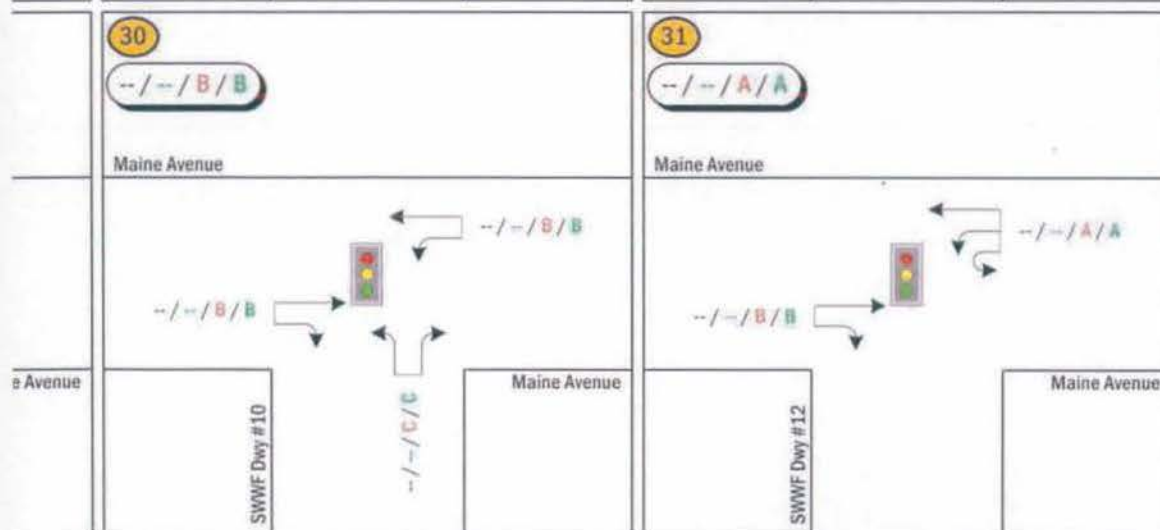 30
--/--/B/B
Maine Avenue
--/--/B/B
--/--/B/B
--/--/C/C
Maine Avenue
SWWF Dwy #10
31
--/--/A/A
Maine Avenue
--/--/A/A
--/--/B/B
Maine Avenue
SWWF Dwy #12
e Avenue